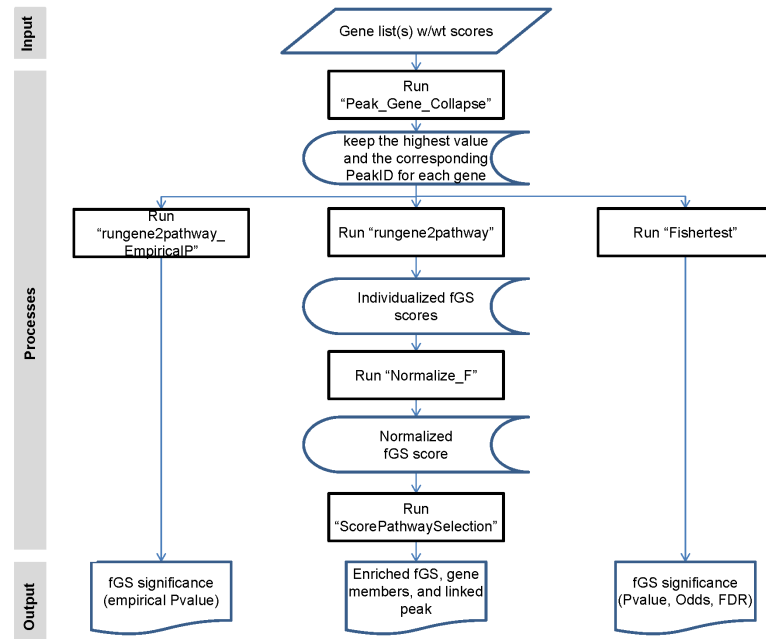 Input
Gene list(s) w/wt scores
Processes
Run
“Peak_Gene_Collapse”
keep the highest value
and the corresponding
PeakID for each gene
Run
“rungene2pathway_
EmpiricalP”
Run “rungene2pathway”
Run “Fishertest”
Individualized fGS
scores
Run “Normalize_F”
Normalized
fGS score
Run
“ScorePathwaySelection”
Output
fGS significance
(empirical Pvalue)
Enriched fGS, gene
members, and linked
peak
fGS significance
(Pvalue, Odds, FDR)